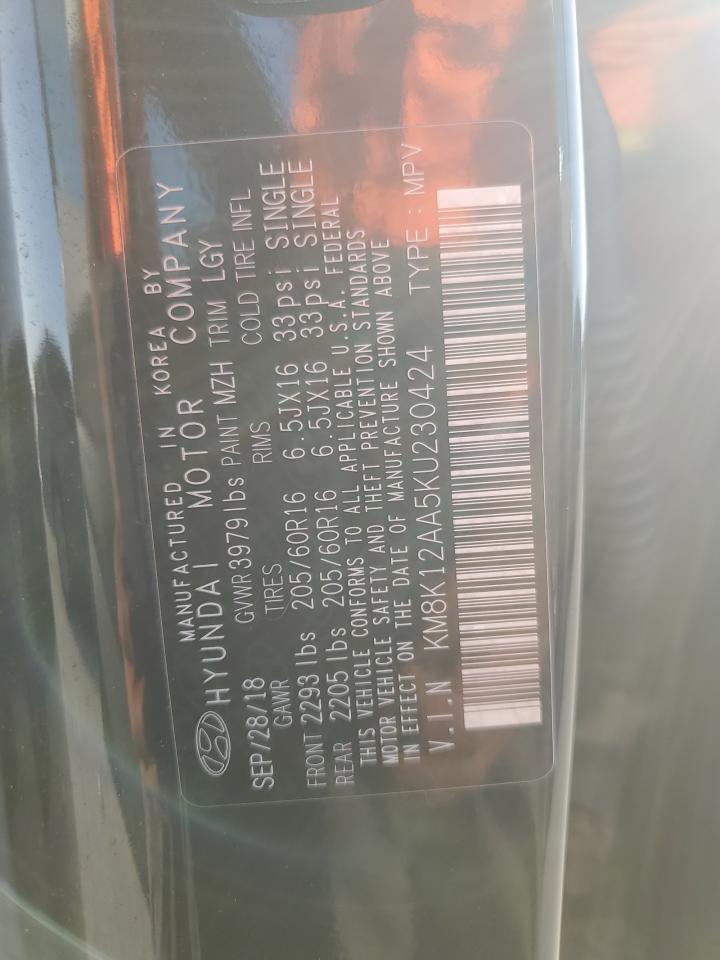 MANUFACTURED IN KOREA BY
HYUNDAI MOTOR COMPANY
SEP/28/18 GVWR 3979 lbs PAINT MZH TRIM LGY
GAWR TIRES RIMS COLD TIRE INFL
FRONT 2293 lbs 205/60R16 6.5JX16 33psi SINGLE
REAR 2205 lbs 205/60R16 6.5JX16 33psi SINGLE
THIS VEHICLE CONFORMS TO ALL APPLICABLE U.S.A. FEDERAL
MOTOR VEHICLE SAFETY AND THEFT PREVENTION STANDARDS
IN EFFECT ON THE DATE OF MANUFACTURE SHOWN ABOVE
V.I.N KM8K12AA5KU230424 TYPE : MPV